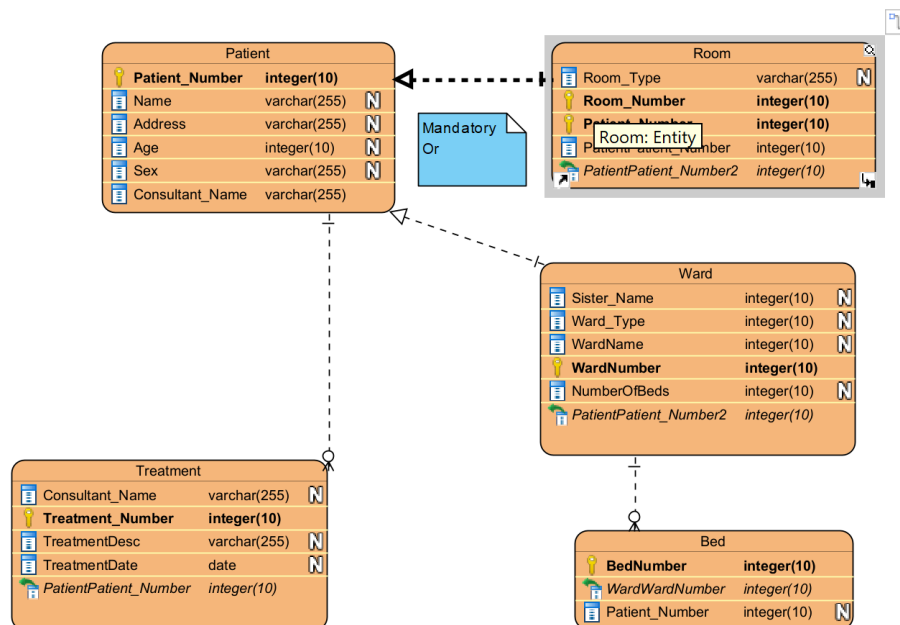 Patient
Patient_Number integer(10)
Name varchar(255) N
Address varchar(255) N
Age integer(10) N
Sex varchar(255) N
Consultant_Name varchar(255)
Mandatory
Or
Room
Room_Type varchar(255) N
Room_Number integer(10)
Patient_Number integer(10)
PatientPatient_Number integer(10)
PatientPatient_Number2 integer(10)
Room: Entity
Ward
Sister_Name integer(10) N
Ward_Type integer(10) N
WardName integer(10) N
WardNumber integer(10)
NumberOfBeds integer(10) N
PatientPatient_Number2 integer(10)
Treatment
Consultant_Name varchar(255) N
Treatment_Number integer(10)
TreatmentDesc varchar(255) N
TreatmentDate date N
PatientPatient_Number integer(10)
Bed
BedNumber integer(10)
WardWardNumber integer(10)
Patient_Number integer(10) N